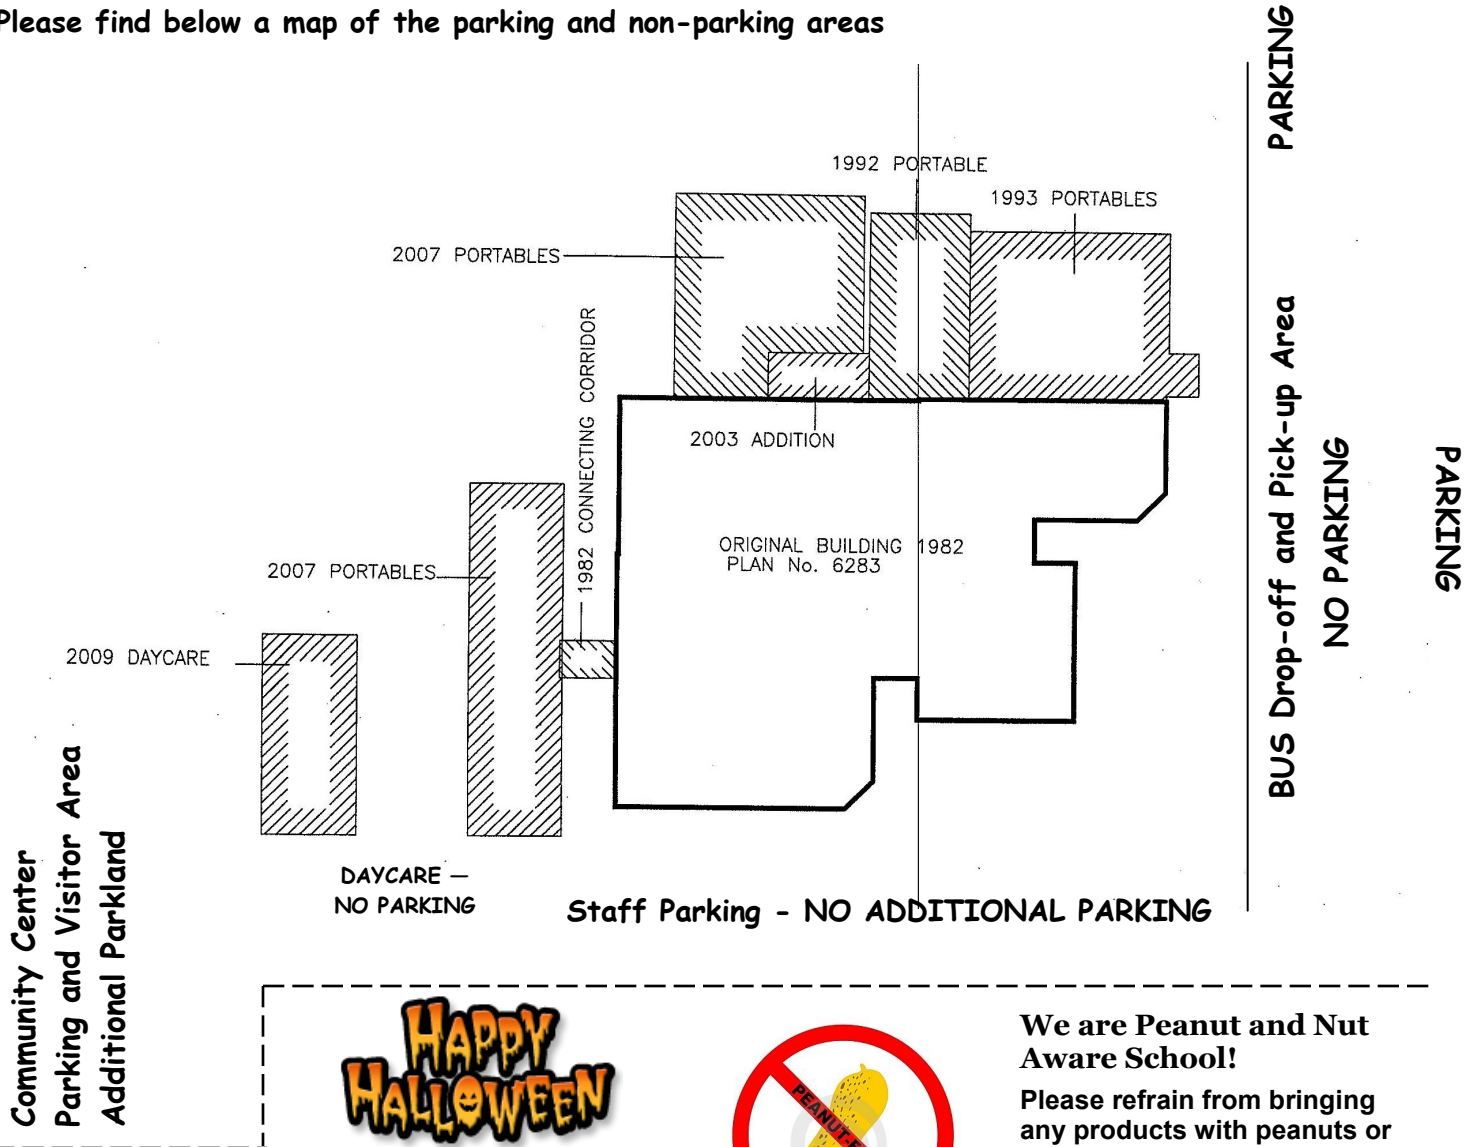 Please find below a map of the parking and non-parking areas
PARKING
1992 PORTABLE
1993 PORTABLES
2007 PORTABLES
1982 CONNECTING CORRIDOR
2003 ADDITION
ORIGINAL BUILDING 1982
PLAN No. 6283
2007 PORTABLES
2009 DAYCARE
BUS Drop-off and Pick-up Area
NO PARKING
PARKING
Community Center
Parking and Visitor Area
Additional Parkland
DAYCARE —
NO PARKING
Staff Parking - NO ADDITIONAL PARKING
HAPPY
HALLOWEEN
We are Peanut and Nut
Aware School!
Please refrain from bringing
any products with peanuts or